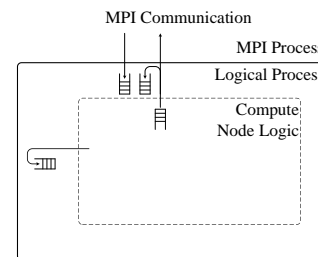 MPI Communication
MPI Proces
Logical Proces
Compute
Node Logic